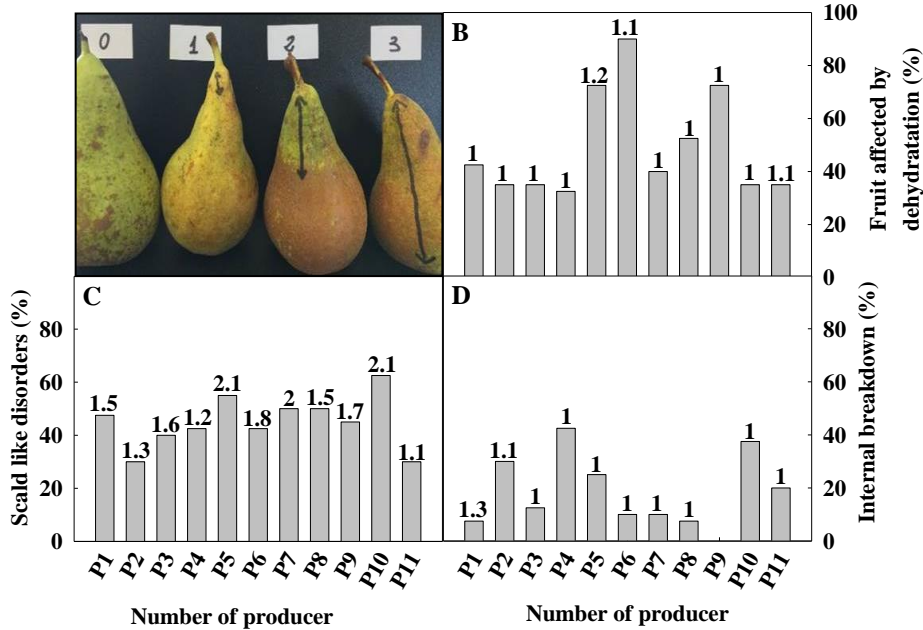 0 1 2 3
B
100
80
60
40
20
0
Fruit affected by
dehydratation (%)
1 1 1 1 1.2 1.1 1 1 1 1 1.1
C
80
60
40
20
0
Scald like disorders (%)
1.5 1.3 1.6 1.2 2.1 1.8 2 1.5 1.7 2.1 1.1
P1 P2 P3 P4 P5 P6 P7 P8 P9 P10 P11
Number of producer
D
80
60
40
20
0
Internal breakdown (%)
1.3 1.1 1 1 1 1 1 1 1 1
P1 P2 P3 P4 P5 P6 P7 P8 P9 P10 P11
Number of producer